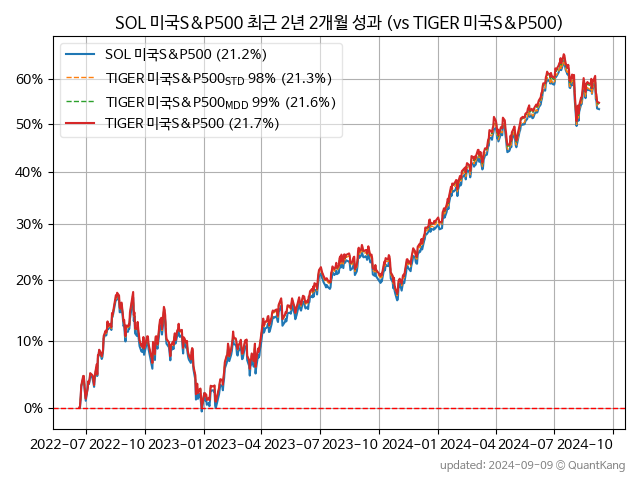 SOL 미국S&P500 최근 2년 2개월 성과 (vs TIGER 미국S&P500)
SOL 미국S&P500 (21.2%)
TIGER 미국S&P500STD 98% (21.3%)
TIGER 미국S&P500MDD 99% (21.6%)
TIGER 미국S&P500 (21.7%)
60%
50%
40%
30%
20%
10%
0%
2022-07 2022-10 2023-01 2023-04 2023-07 2023-10 2024-01 2024-04 2024-07 2024-10
updated: 2024-09-09 © QuantKang